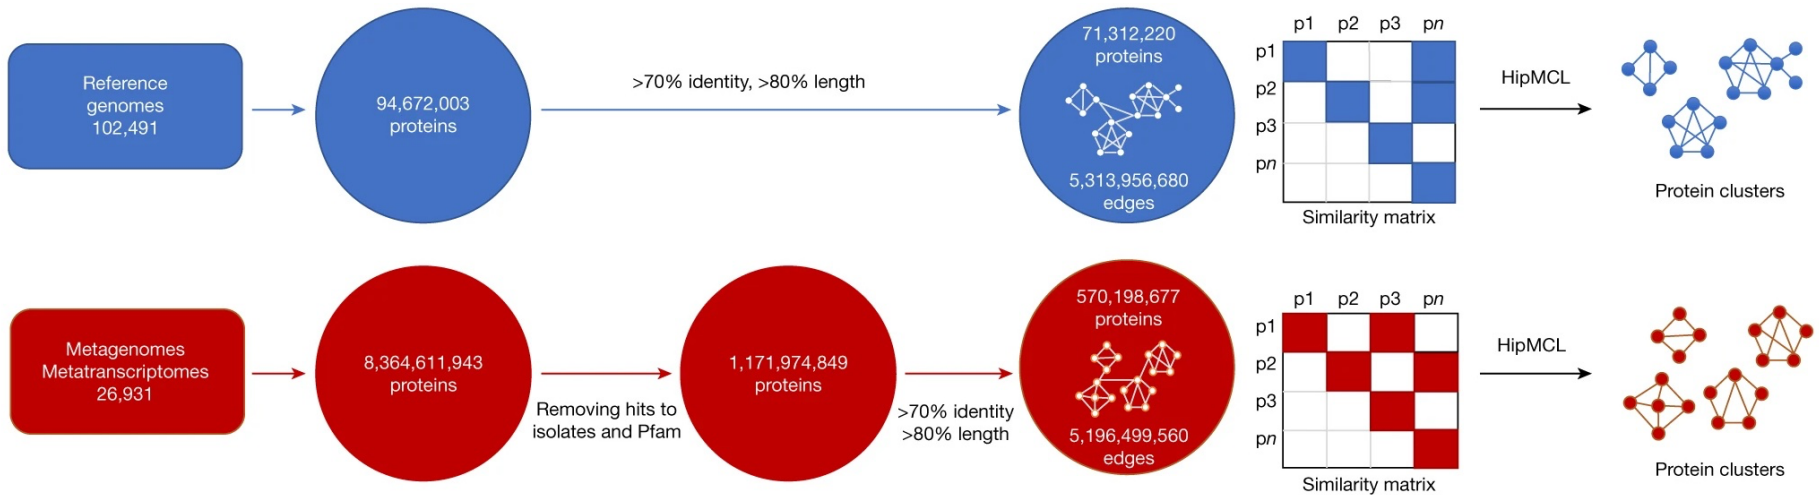 Reference
genomes
102,491
94,672,003
proteins
>70% identity, >80% length
71,312,220
proteins
5,313,956,680
edges
p1 p2 p3 pn
p1
p2
p3
pn
Similarity matrix
HipMCL
Protein clusters
Metagenomes
Metatranscriptomes
26,931
8,364,611,943
proteins
Removing hits to
isolates and Pfam
1,171,974,849
proteins
>70% identity
>80% length
570,198,677
proteins
5,196,499,560
edges
p1 p2 p3 pn
p1
p2
p3
pn
Similarity matrix
HipMCL
Protein clusters